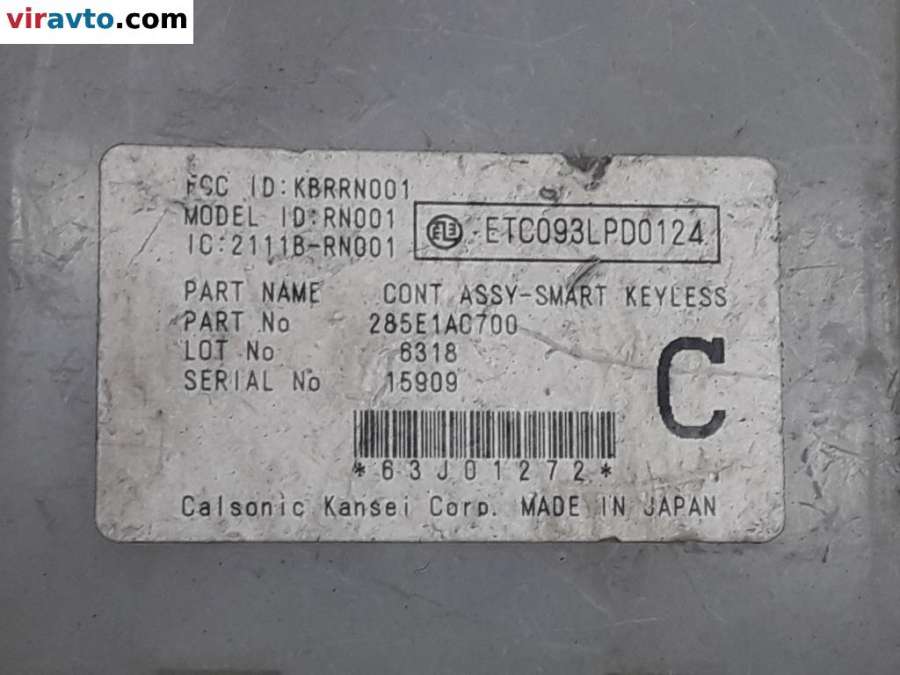 viravto.com
FCC ID:KBRRN001
MODEL ID:RN001
IC:2111B-RN001
ETC093LPD0124
PART NAME CONT ASSY-SMART KEYLESS
PART No 285E1AC700
LOT No 6318
SERIAL No 15909
C
*63J01272*
Calsonic Kansei Corp. MADE IN JAPAN